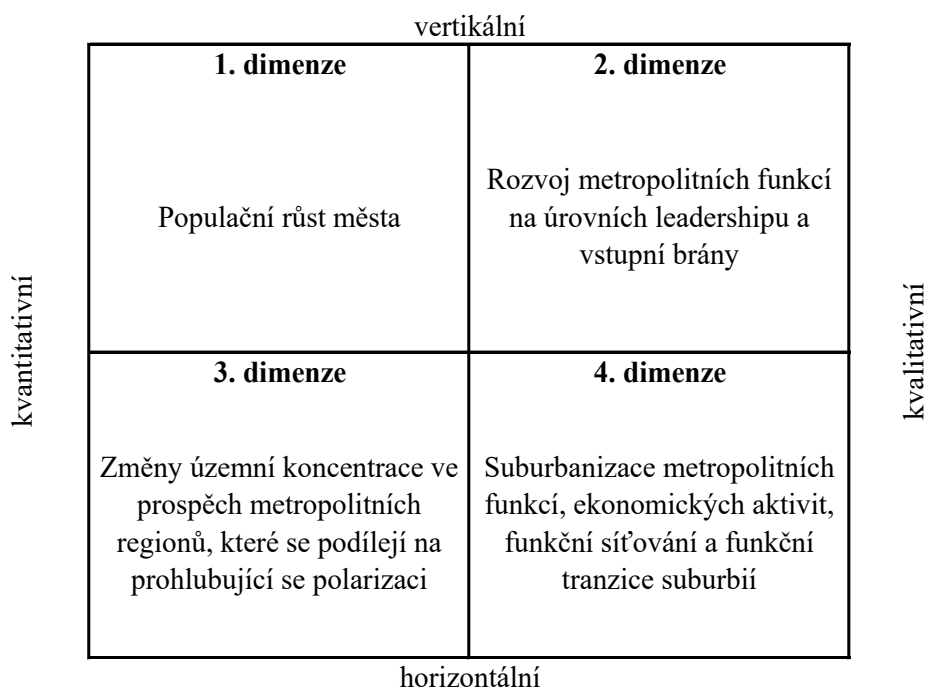 vertikální
1. dimenze
Populační růst města
2. dimenze
Rozvoj metropolitních funkcí
na úrovních leadershipu a
vstupní brány
kvantitativní
kvalitativní
3. dimenze
Změny územní koncentrace ve
prospěch metropolitních
regionů, které se podílejí na
prohlubující se polarizaci
4. dimenze
Suburbanizace metropolitních
funkcí, ekonomických aktivit,
funkční síťování a funkční
tranzice suburbií
horizontální